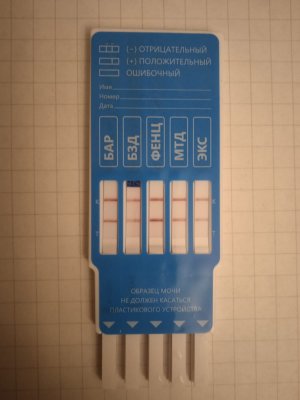 (−) ОТРИЦАТЕЛЬНЫЙ
(+) ПОЛОЖИТЕЛЬНЫЙ
ОШИБОЧНЫЙ
Имя
Номер
Дата
БАР БЗД ФЕНЦ МТД ЭКС
К К
Т Т
ОБРАЗЕЦ МОЧИ
НЕ ДОЛЖЕН КАСАТЬСЯ
ПЛАСТИКОВОГО УСТРОЙСТВА